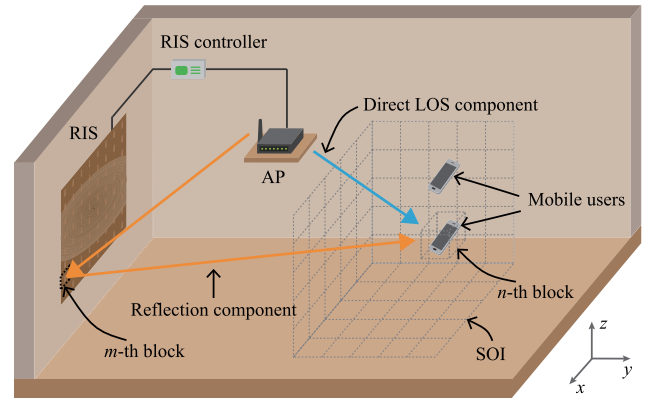 RIS controller
RIS
Direct LOS component
AP
Mobile users
n-th block
Reflection component
m-th block
SOI
z
y
x